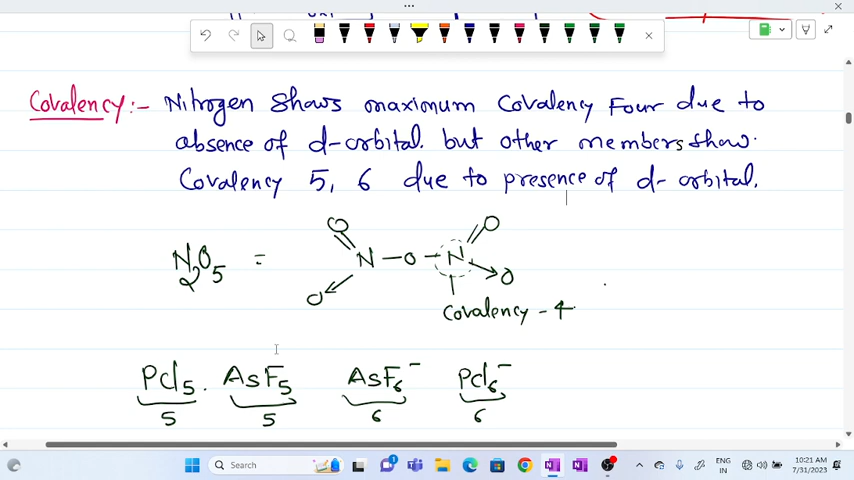 Covalency:- Nitrogen shows maximum Covalency Four due to
absence of d-orbital. but other members show.
Covalency 5, 6 due to presence of d-orbital.
N2O5 = O N - O - N O
O O
Covalency - 4
PCl5. AsF5 AsF6- PCl6-
5 5 6 6
Search
ENG
IN
10:21 AM
7/31/2023